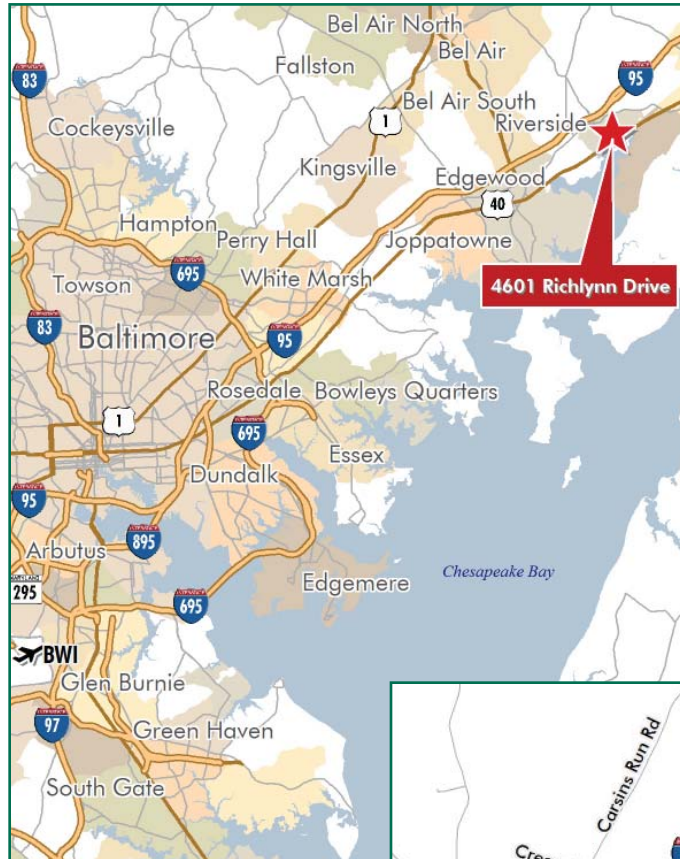 Bel Air North
Bel Air
Fallston
83
95
Cockeysville
1
Bel Air South
Riverside
Kingsville
Edgewood
40
Hampton
Perry Hall
Joppatowne
695
White Marsh
Towson
4601 Richlynn Drive
83
Baltimore
95
Rosedale
Bowleys Quarters
1
695
Essex
Dundalk
95
895
Arbutus
Edgemere
Chesapeake Bay
295
695
BWI
Glen Burnie
97
Green Haven
South Gate
Carsins Run Rd